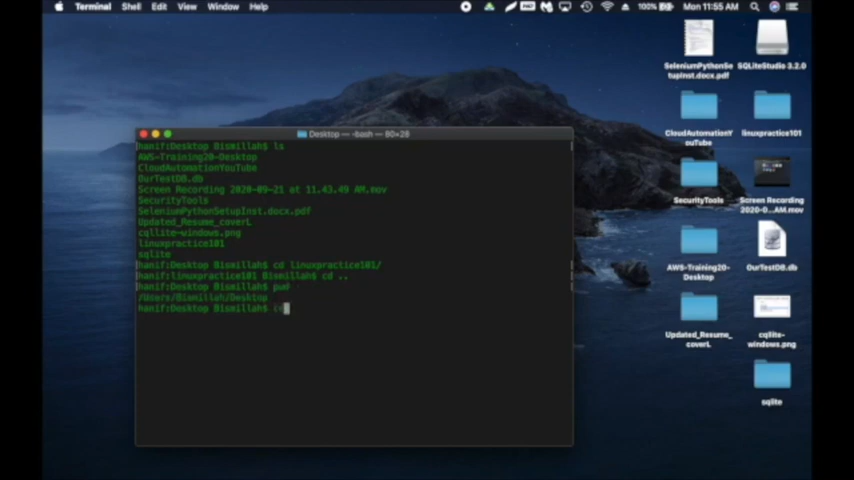 Terminal Shell Edit View Window Help 100% Mon 11:55 AM
SeleniumPythonSe
tupinst.docx.pdf
SQLiteStudio 3.2.0
CloudAutomationY
ouTube
linuxpractice101
SecurityTools
Screen Recording
2020-0...AM.mov
AWS-Training20-
Desktop
OurTestDB.db
Updated_Resume_
coverL
cqllite-
windows.png
sqlite
Desktop — -bash — 80×28
hanif:Desktop Bismillah$ ls
AWS-Training20-Desktop
CloudAutomationYouTube
OurTestDB.db
Screen Recording 2020-09-21 at 11.43.49 AM.mov
SecurityTools
SeleniumPythonSetupInst.docx.pdf
Updated_Resume_coverL
cqllite-windows.png
linuxpractice101
sqlite
hanif:Desktop Bismillah$ cd linuxpractice101/
hanif:linuxpractice101 Bismillah$ cd ..
hanif:Desktop Bismillah$ pwd
/Users/Bismillah/Desktop
hanif:Desktop Bismillah$